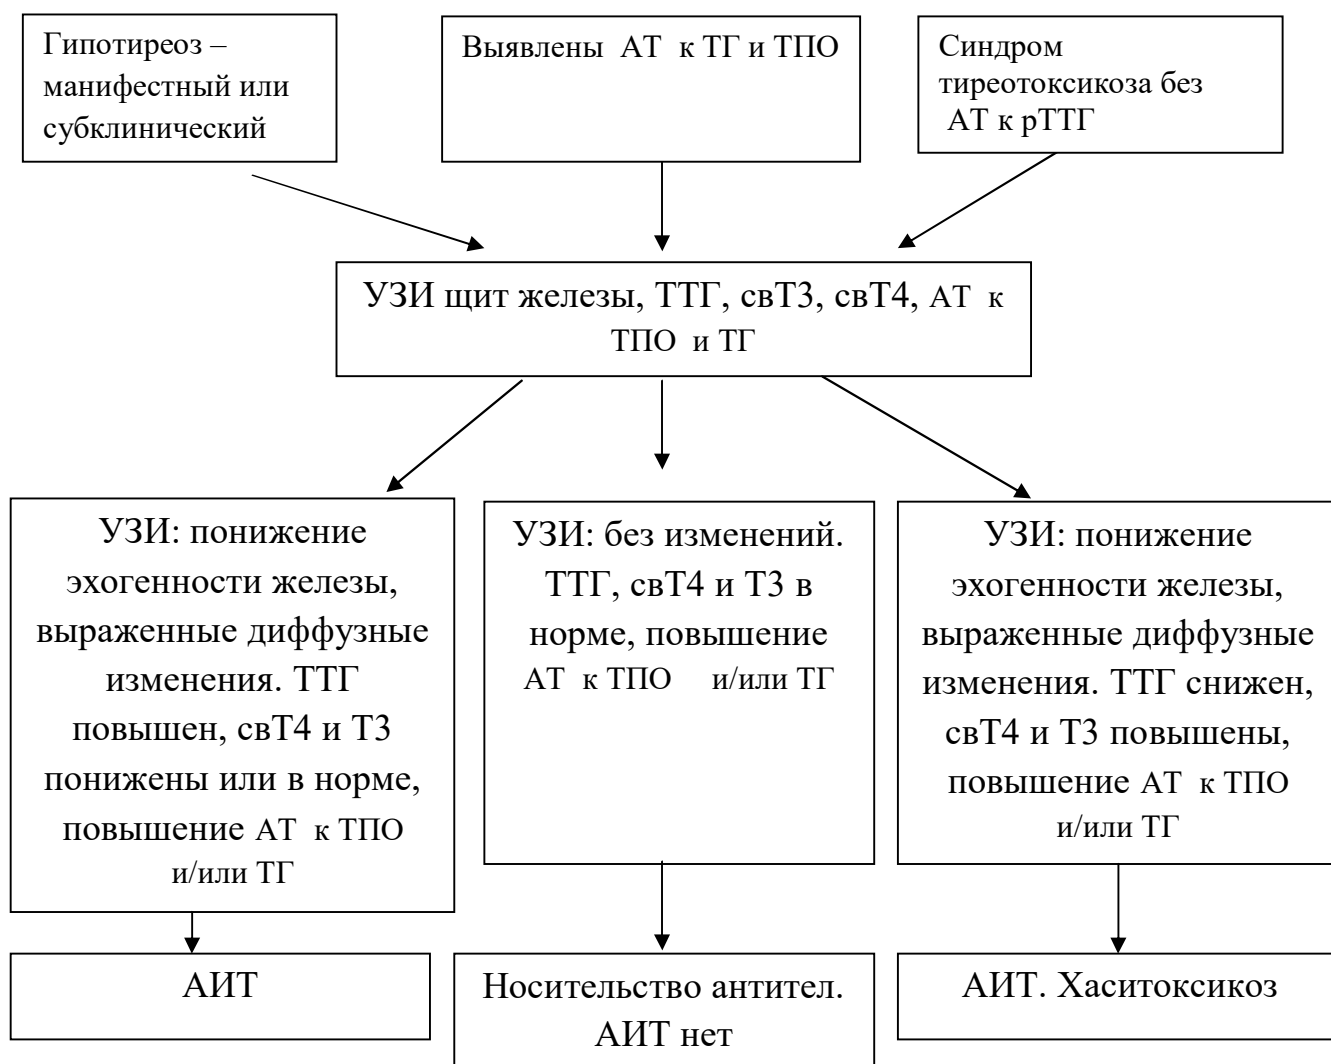 Гипотиреоз –
манифестный или
субклинический
Выявлены АТ к ТГ и ТПО
Синдром
тиреотоксикоза без
АТ к рТТГ
УЗИ щит железы, ТТГ, свТ3, свТ4, АТ к
ТПО и ТГ
УЗИ: понижение
эхогенности железы,
выраженные диффузные
изменения. ТТГ
повышен, свТ4 и Т3
понижены или в норме,
повышение АТ к ТПО
и/или ТГ
УЗИ: без изменений.
ТТГ, свТ4 и Т3 в
норме, повышение
АТ к ТПО и/или ТГ
УЗИ: понижение
эхогенности железы,
выраженные диффузные
изменения. ТТГ снижен,
свТ4 и Т3 повышены,
повышение АТ к ТПО
и/или ТГ
АИТ
Носительство антител.
АИТ нет
АИТ. Хаситоксикоз